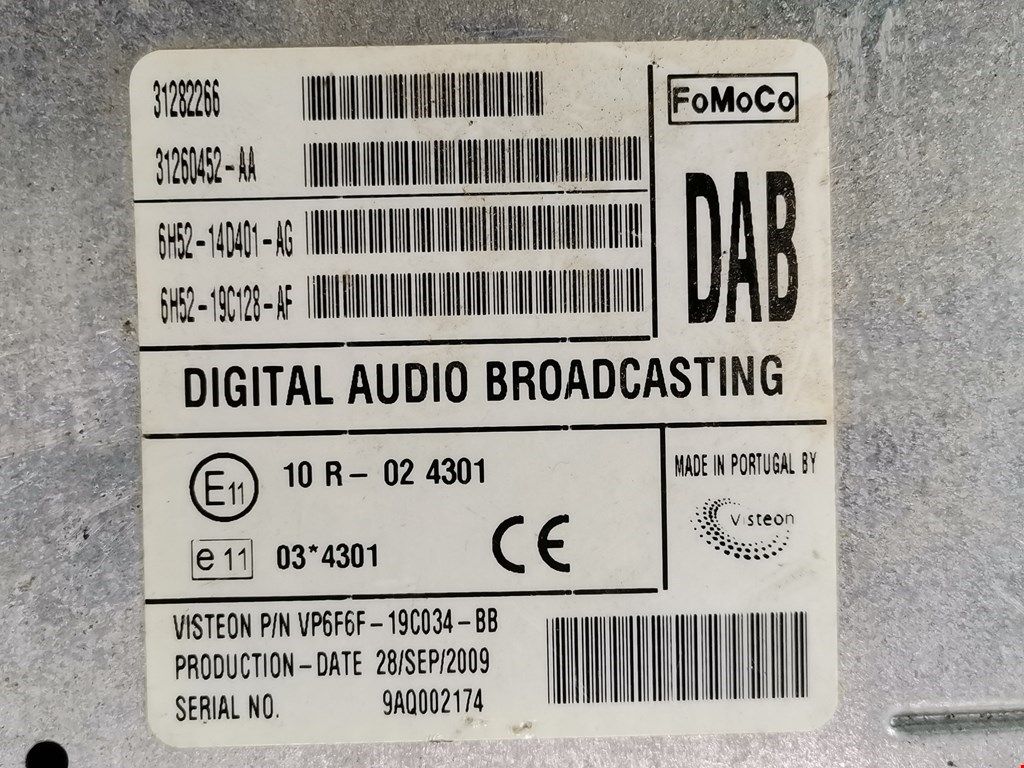 31282266
FoMoCo
31260452-AA
DAB
6H52-14D401-AG
6H52-19C128-AF
DIGITAL AUDIO BROADCASTING
E11 10 R-02 4301
e11 03*4301 CE
MADE IN PORTUGAL BY
Visteon
VISTEON P/N VP6F6F-19C034-BB
PRODUCTION-DATE 28/SEP/2009
SERIAL NO. 9AQ002174